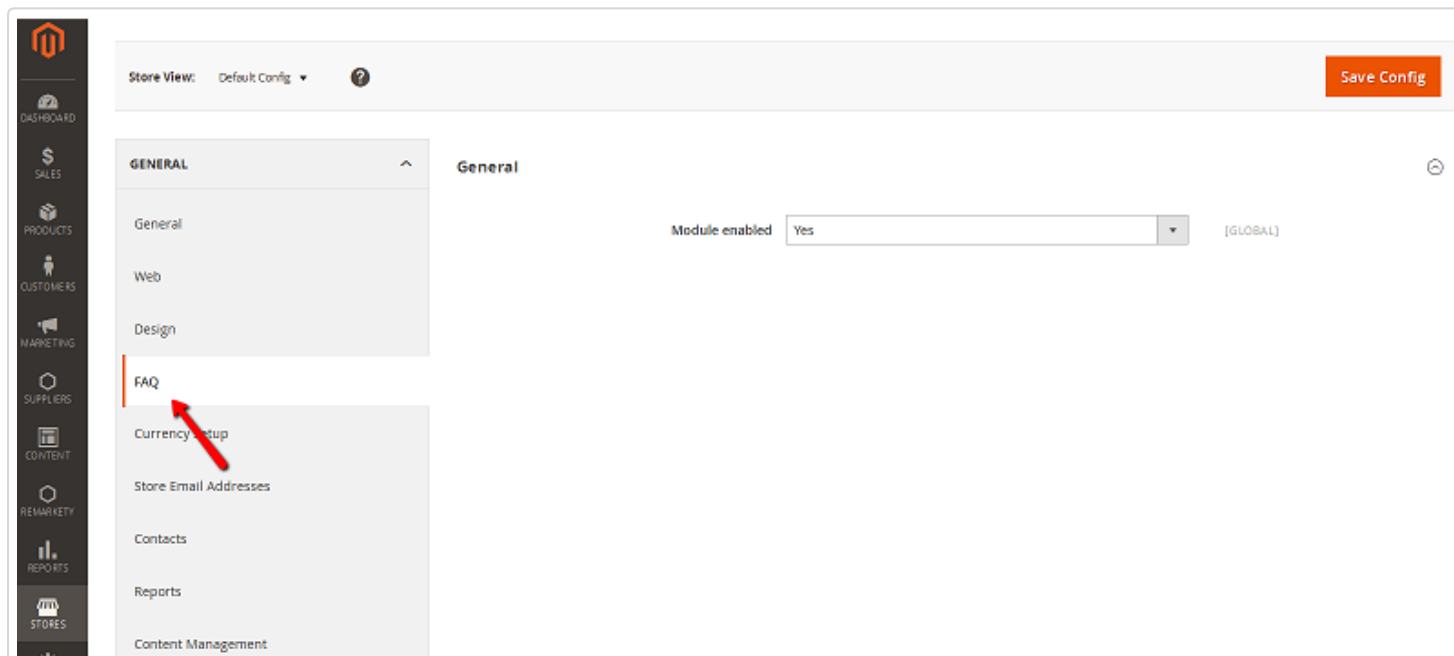 Store View: Default Config
Save Config
DASHBOARD
SALES
PRODUCTS
CUSTOMERS
MARKETING
SUPPLIERS
CONTENT
REMARKETY
REPORTS
STORES
GENERAL
General
Web
Design
FAQ
Currency Setup
Store Email Addresses
Contacts
Reports
Content Management
General
Module enabled Yes [GLOBAL]